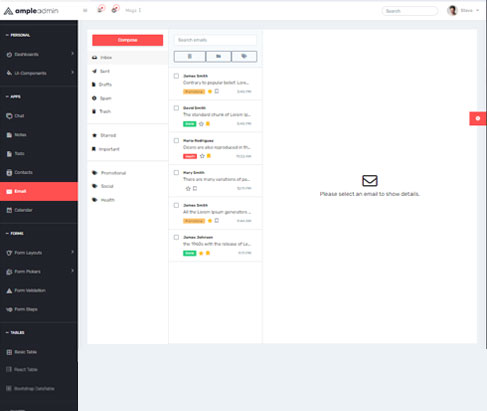 ampleadmin
Mega
Search
Steve
PERSONAL
Dashboards
Ui Components
APPS
Chat
Notes
Todo
Contacts
Email
Calendar
FORMS
Form Layouts
Form Pickers
Form Validation
Form Steps
TABLES
Basic Table
React Table
Bootstrap Datatable
Compose
Inbox
Sent
Drafts
Spam
Trash
Starred
Important
Promotional
Social
Health
Search emails
James Smith
Contrary to popular belief, Lore...
Promotional
David Smith
The standard chunk of Lorem Ip...
Maria Rodriguez
Cicero are also reproduced in th...
Health
Mary Smith
There are many variations of pa...
James Smith
All the Lorem Ipsum generators ...
Promotional
James Johnson
the 1960s with the release of Le...
Please select an email to show details.